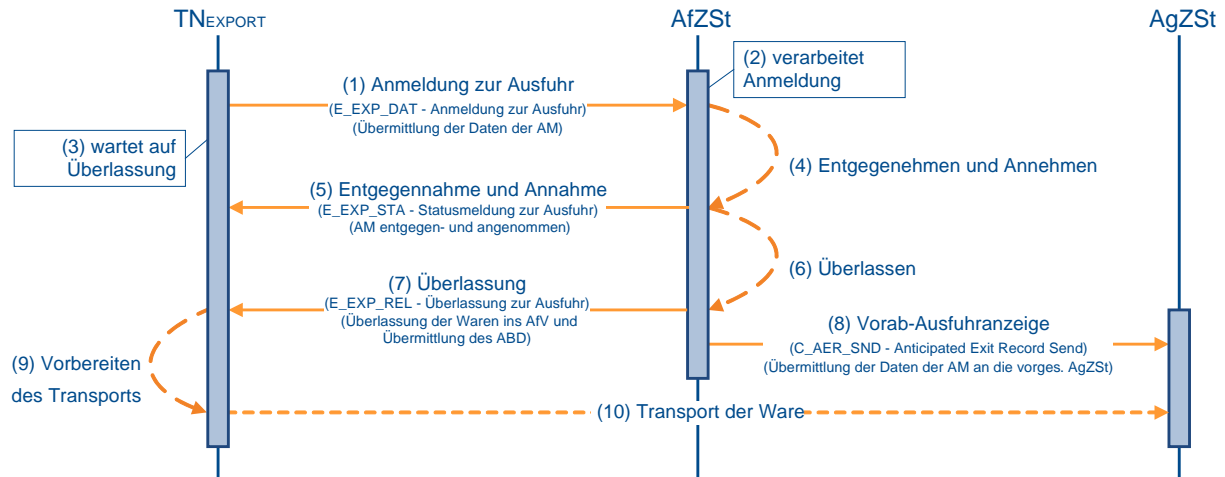 TNEXPORT
AfZSt
AgZSt
(1) Anmeldung zur Ausfuhr
(E_EXP_DAT - Anmeldung zur Ausfuhr)
(Übermittlung der Daten der AM)
(2) verarbeitet
Anmeldung
(3) wartet auf
Überlassung
(4) Entgegenehmen und Annehmen
(5) Entgegennahme und Annahme
(E_EXP_STA - Statusmeldung zur Ausfuhr)
(AM entgegen- und angenommen)
(6) Überlassen
(7) Überlassung
(E_EXP_REL - Überlassung zur Ausfuhr)
(Überlassung der Waren ins AfV und
Übermittlung des ABD)
(8) Vorab-Ausfuhranzeige
(C_AER_SND - Anticipated Exit Record Send)
(Übermittlung der Daten der AM an die vorges. AgZSt)
(9) Vorbereiten
des Transports
(10) Transport der Ware